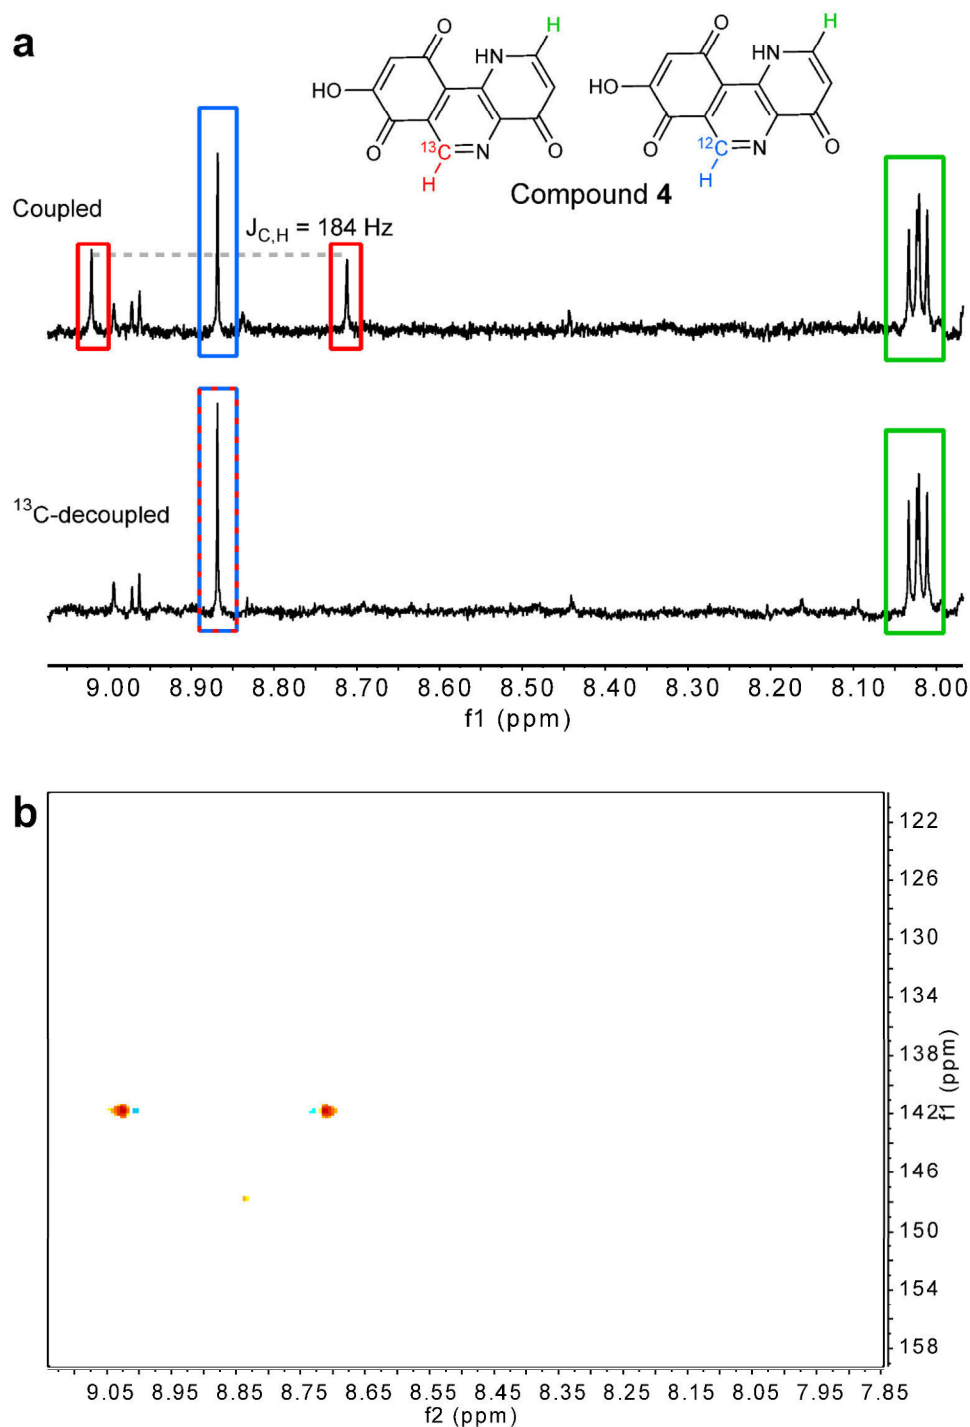 a
O
H
HN
HO
O
¹³C
N
O
H
O
H
HN
HO
O
¹²C
N
O
H
Compound 4
Coupled
J_C,H = 184 Hz
¹³C-decoupled
9.00 8.90 8.80 8.70 8.60 8.50 8.40 8.30 8.20 8.10 8.00
f1 (ppm)
b
122
126
130
134
138
142
146
150
154
158
f1 (ppm)
9.05 8.95 8.85 8.75 8.65 8.55 8.45 8.35 8.25 8.15 8.05 7.95 7.85
f2 (ppm)